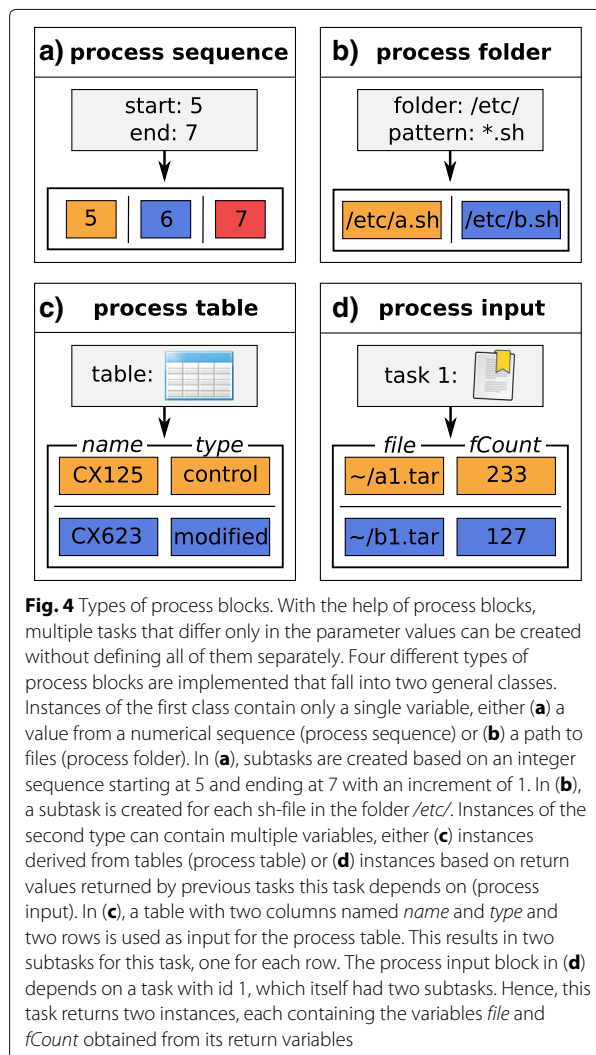 a) process sequence
start: 5
end: 7
5 6 7
b) process folder
folder: /etc/
pattern: *.sh
/etc/a.sh /etc/b.sh
c) process table
table:
name type
CX125 control
CX623 modified
d) process input
task 1:
file fCount
~/a1.tar 233
~/b1.tar 127
Fig. 4 Types of process blocks. With the help of process blocks,
multiple tasks that differ only in the parameter values can be created
without defining all of them separately. Four different types of
process blocks are implemented that fall into two general classes.
Instances of the first class contain only a single variable, either (a) a
value from a numerical sequence (process sequence) or (b) a path to
files (process folder). In (a), subtasks are created based on an integer
sequence starting at 5 and ending at 7 with an increment of 1. In (b),
a subtask is created for each sh-file in the folder /etc/. Instances of the
second type can contain multiple variables, either (c) instances
derived from tables (process table) or (d) instances based on return
values returned by previous tasks this task depends on (process
input). In (c), a table with two columns named name and type and
two rows is used as input for the process table. This results in two
subtasks for this task, one for each row. The process input block in (d)
depends on a task with id 1, which itself had two subtasks. Hence, this
task returns two instances, each containing the variables file and
fCount obtained from its return variables